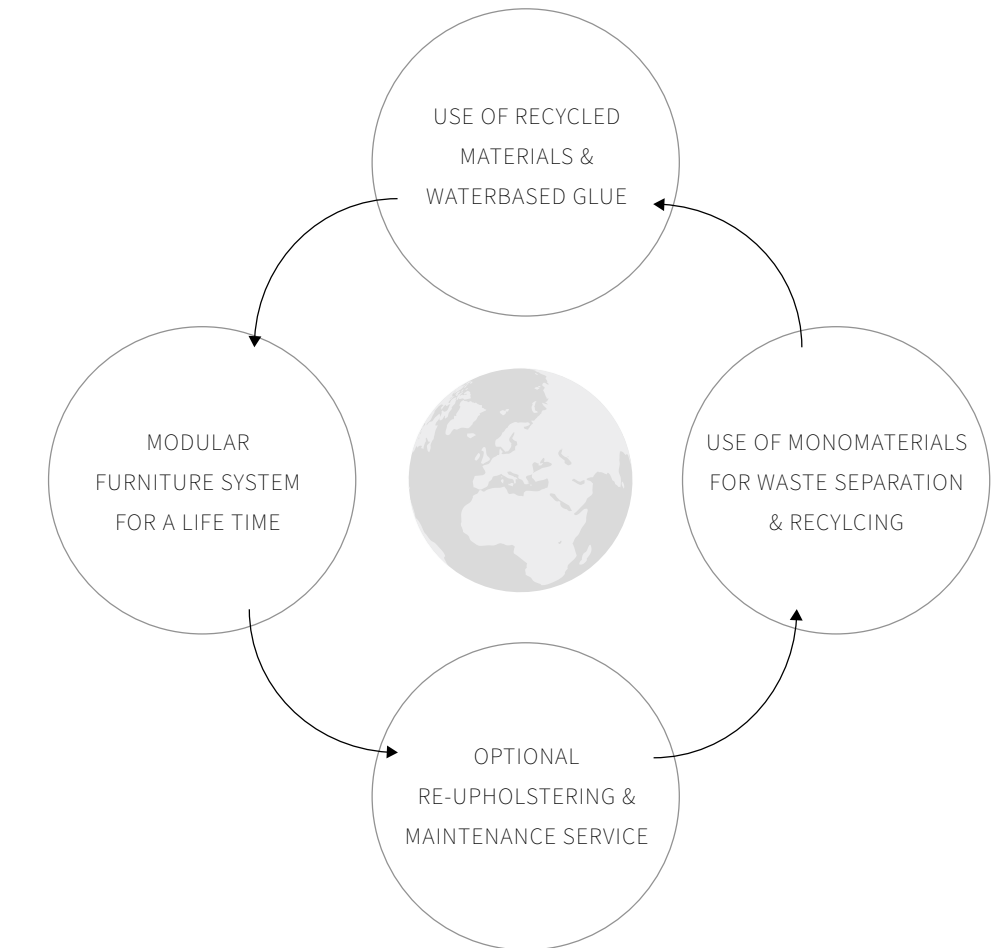 USE OF RECYCLED
MATERIALS &
WATERBASED GLUE
MODULAR
FURNITURE SYSTEM
FOR A LIFE TIME
USE OF MONOMATERIALS
FOR WASTE SEPARATION
& RECYLCING
OPTIONAL
RE-UPHOLSTERING &
MAINTENANCE SERVICE